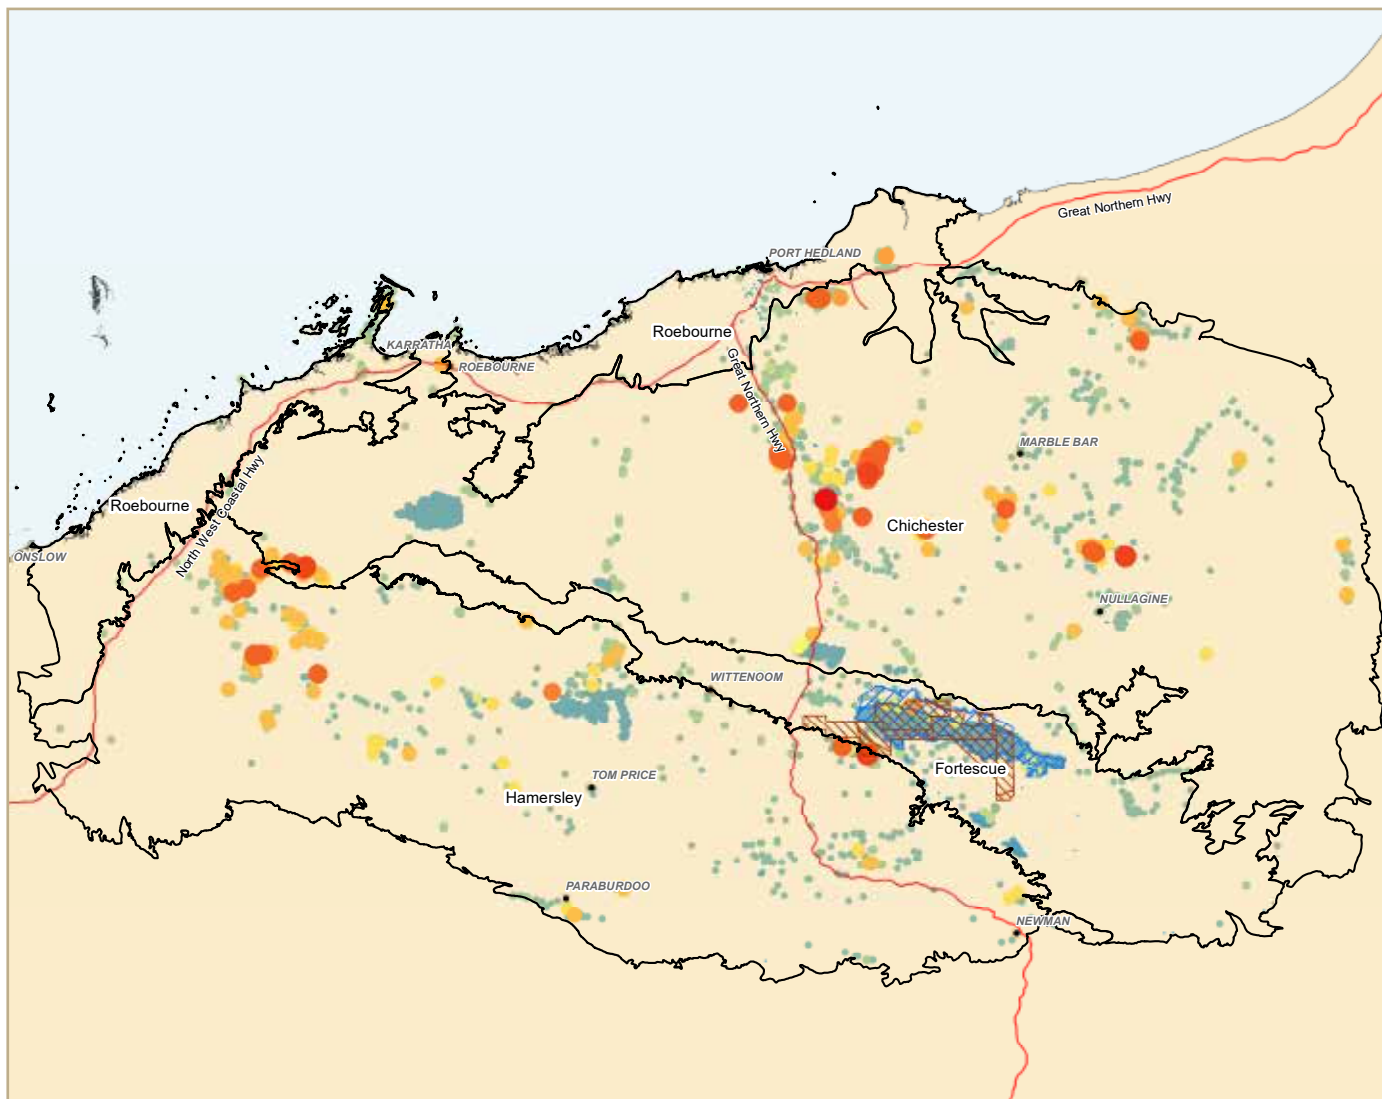 Great Northern Hwy
PORT HEDLAND
Roebourne
KARRATHA
ROEBOURNE
Great Northern Hwy
MARBLE BAR
North West Coastal Hwy
Roebourne
Chichester
ONSLOW
NULLAGINE
WITTENOOM
Fortescue
TOM PRICE
Hamersley
PARABURDOO
NEWMAN